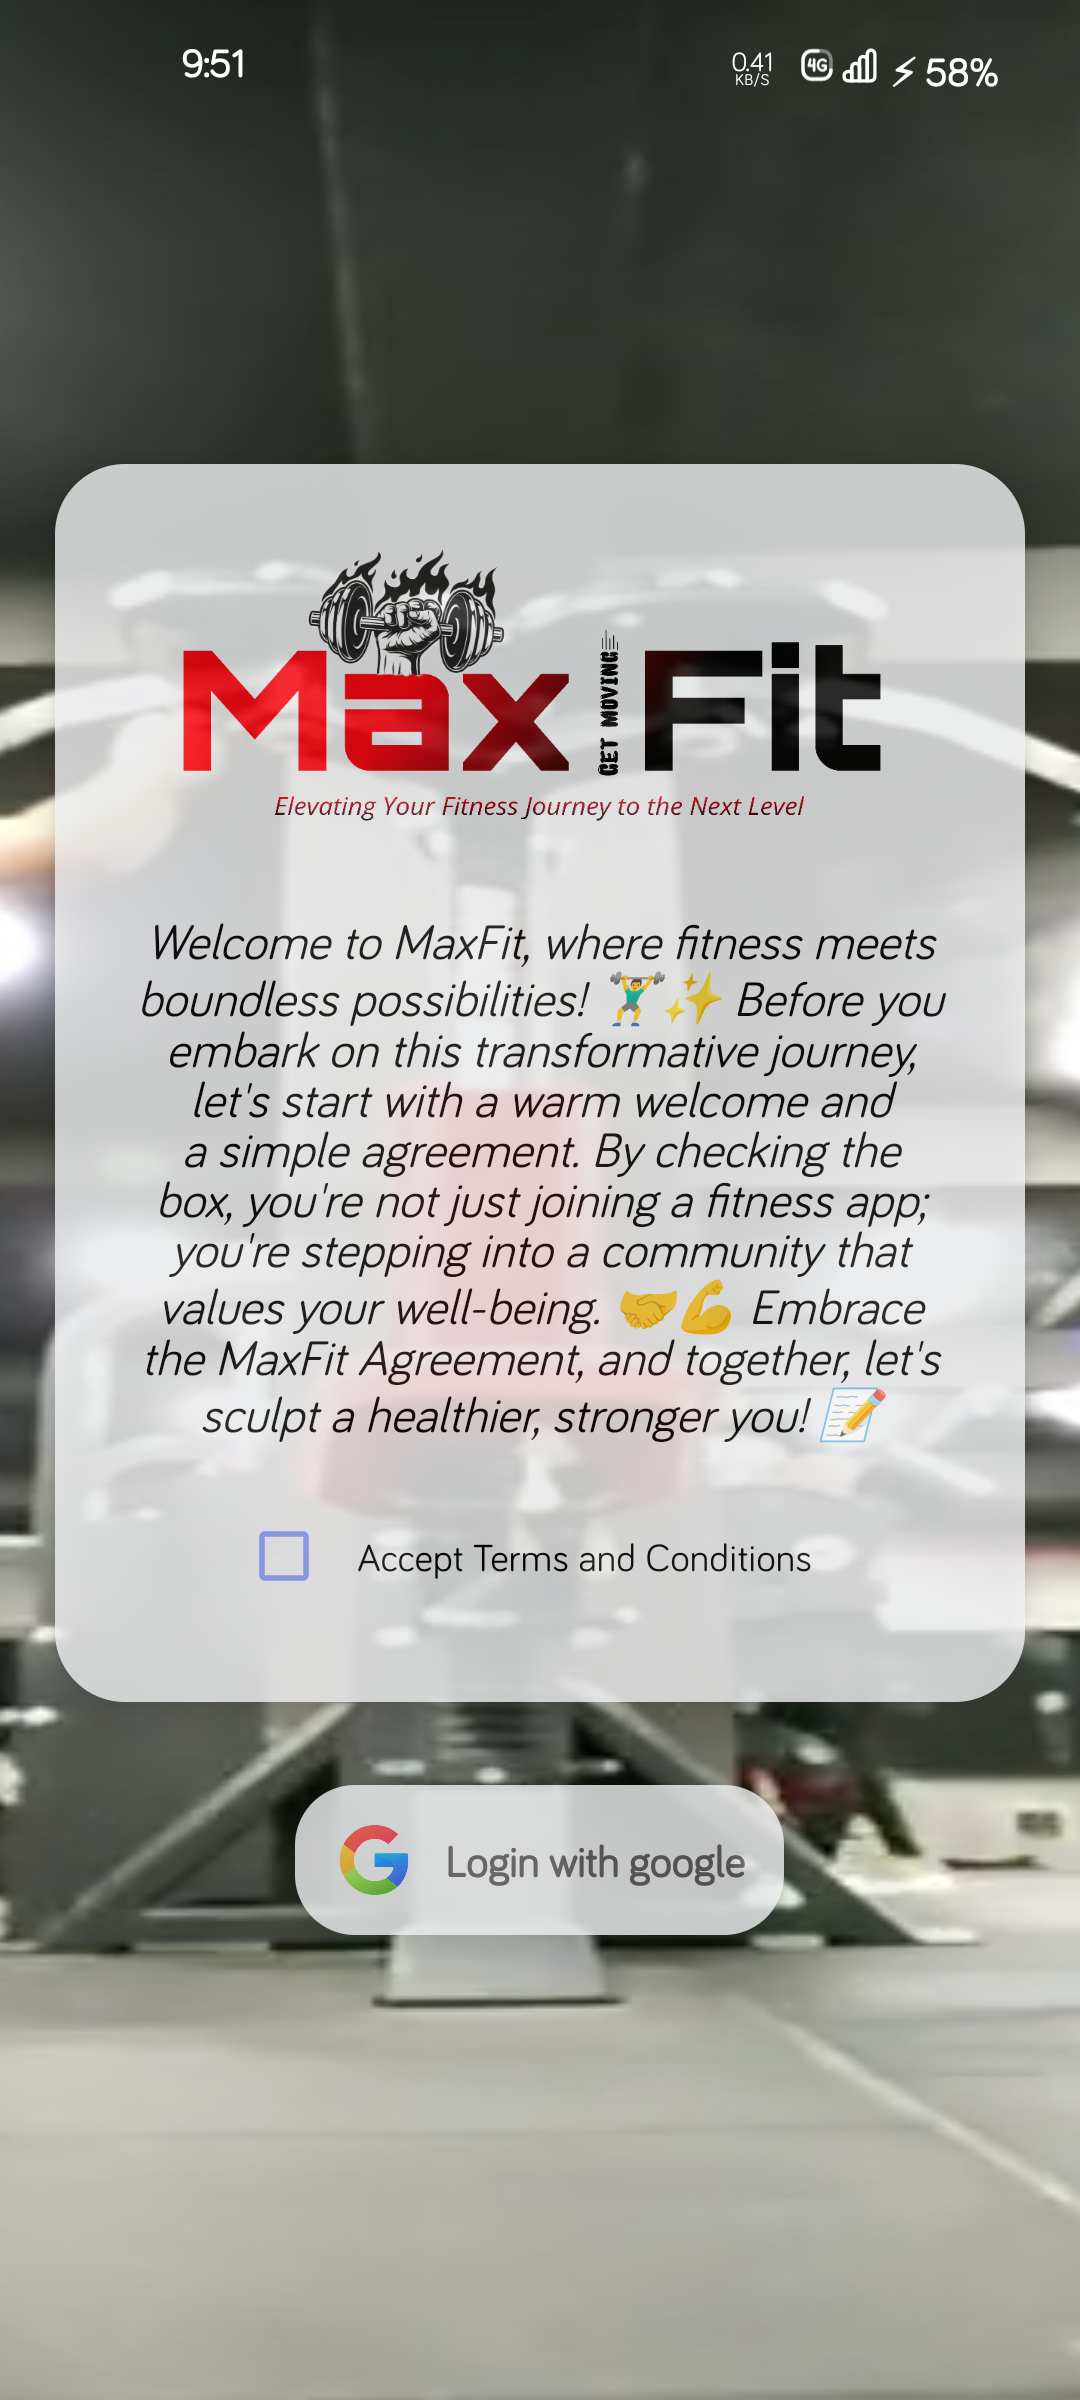 9:51
0.41
KB/S
4G
58%
Max Fit
GET MOVING
Elevating Your Fitness Journey to the Next Level
Welcome to MaxFit, where fitness meets
boundless possibilities! 🏋️‍♂️✨ Before you
embark on this transformative journey,
let's start with a warm welcome and
a simple agreement. By checking the
box, you're not just joining a fitness app;
you're stepping into a community that
values your well-being. 🤝💪 Embrace
the MaxFit Agreement, and together, let's
sculpt a healthier, stronger you! 📝
Accept Terms and Conditions
Login with google